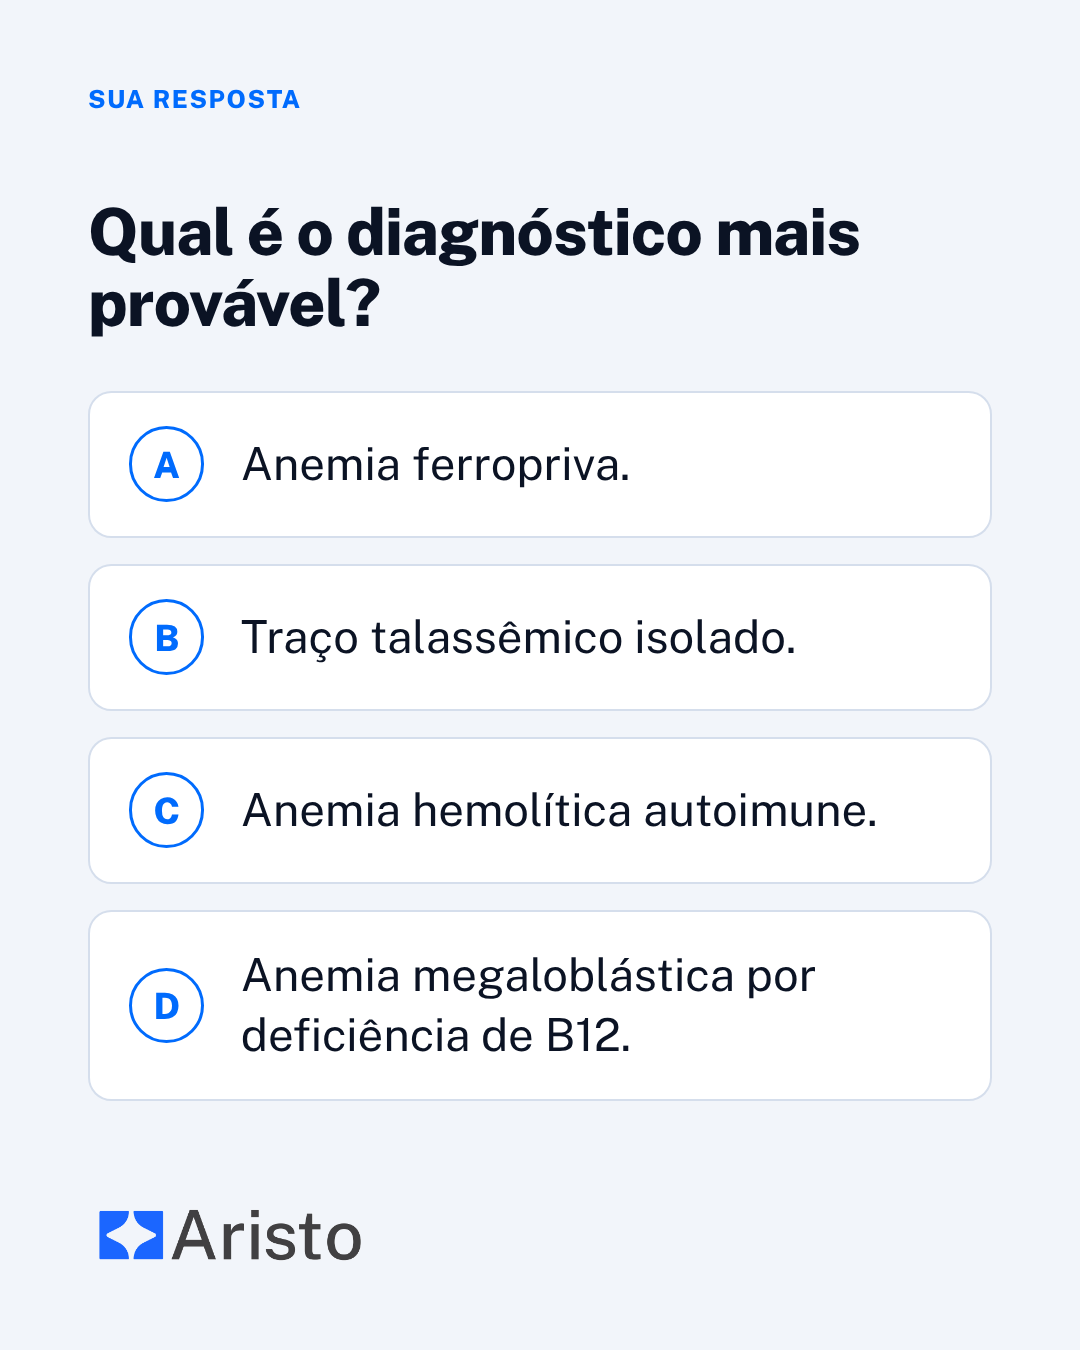 SUA RESPOSTA
Qual é o diagnóstico mais
provável?
A Anemia ferropriva.
B Traço talassêmico isolado.
C Anemia hemolítica autoimune.
D Anemia megaloblástica por
deficiência de B12.
Aristo